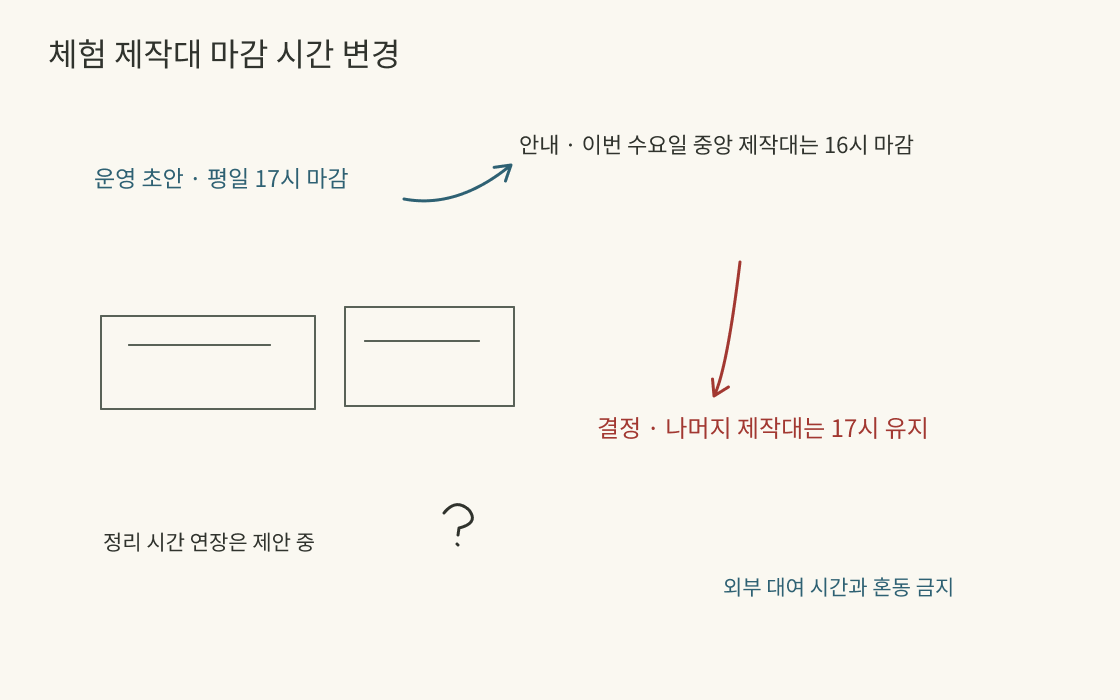 체험 제작대 마감 시간 변경
안내 · 이번 수요일 중앙 제작대는 16시 마감
운영 초안 · 평일 17시 마감
결정 · 나머지 제작대는 17시 유지
?
정리 시간 연장은 제안 중
외부 대여 시간과 혼동 금지